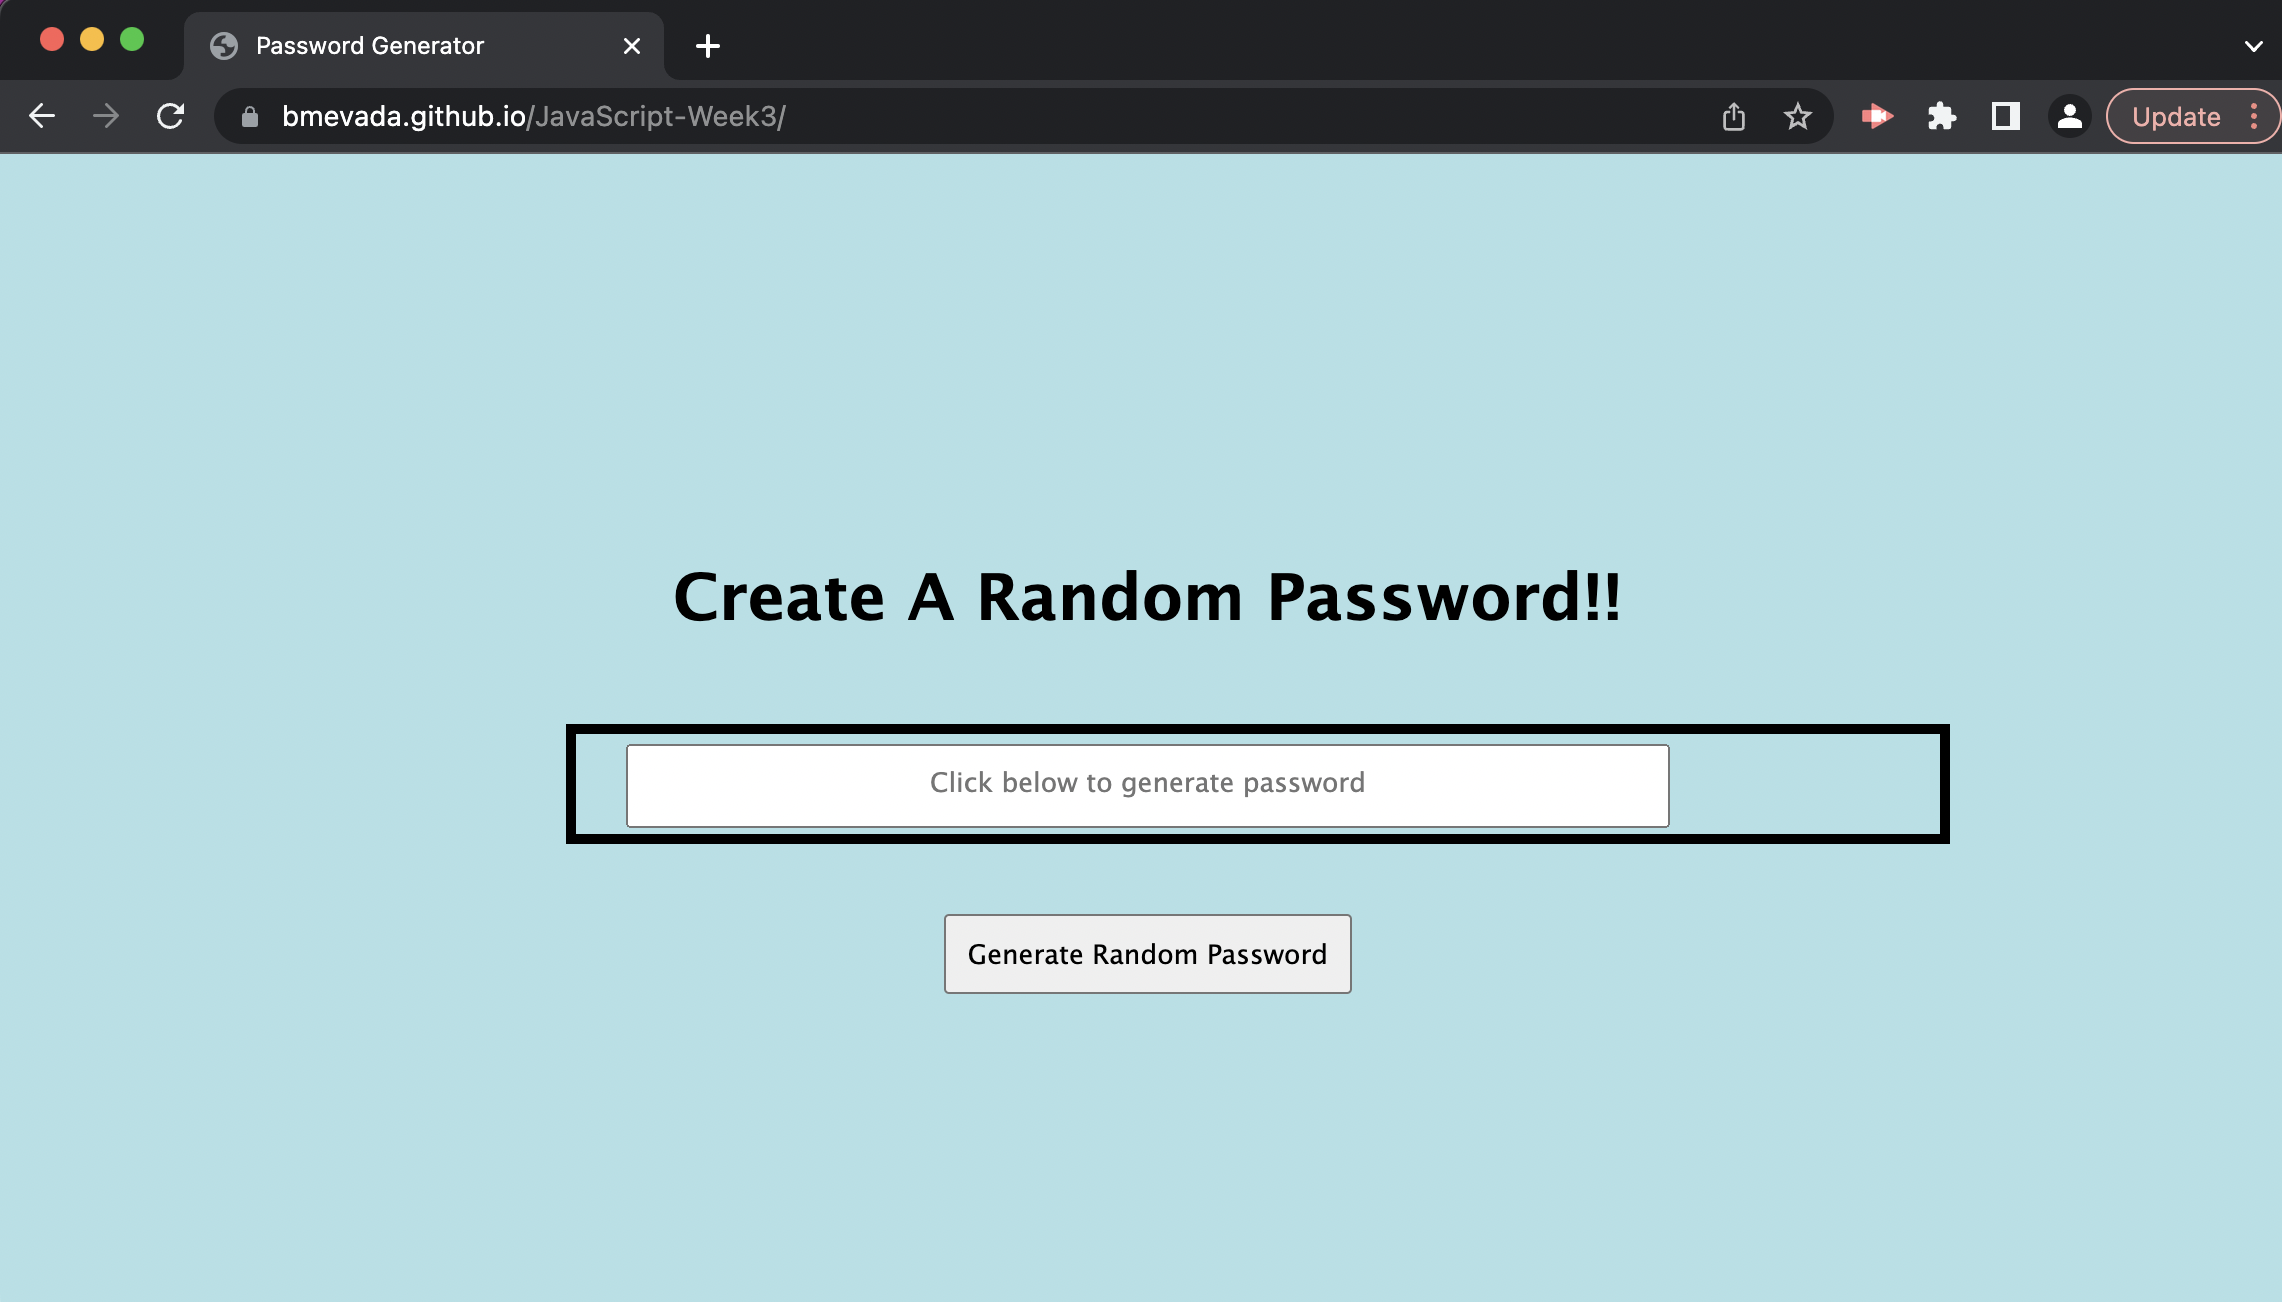 Password Generator
bmevada.github.io/JavaScript-Week3/
Update
Create A Random Password!!
Click below to generate password
Generate Random Password